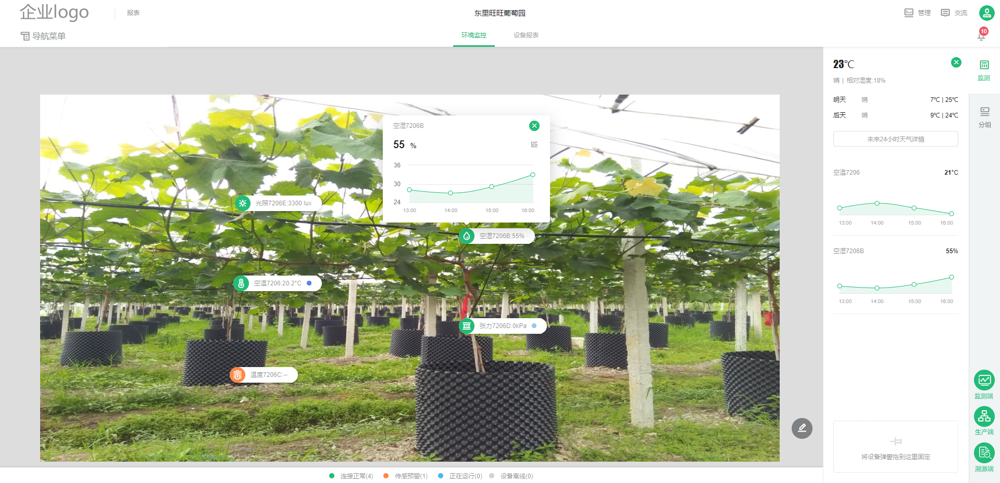 企业logo
报表
东里旺旺葡萄园
管理
交流
导航菜单
环境监控
设备报表
10
23℃
晴 | 相对湿度:18%
明天 晴 7℃ | 25℃
后天 晴 9℃ | 24℃
未来24小时天气详情
空温7206 21°C
13:00 14:00 15:00 16:00
空湿7206B 55%
13:00 14:00 15:00 16:00
将设备弹窗拖到这里固定
监测
分组
监测端
生产端
溯源端
空湿7206B
55 %
36
30
24
13:00 14:00 15:00 16:00
光照7206E:3300 lux
空湿7206B:55%
空温7206:20.2°C
张力7206D:0kPa
温度7206C:--
连接正常(4) 传感预警(1) 正在运行(0) 设备离线(0)